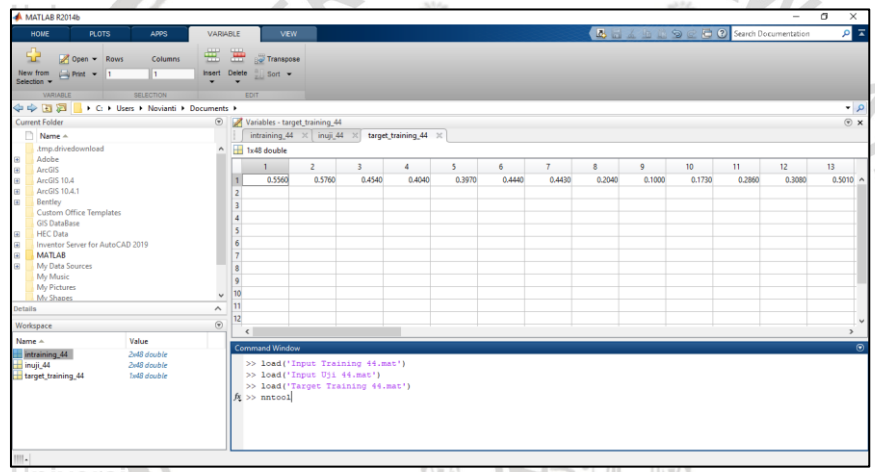 MATLAB R2014b
HOME PLOTS APPS VARIABLE VIEW Search Documentation
New from Selection Open Print Rows Columns 1 1 Insert Delete Transpose Sort
VARIABLE SELECTION EDIT
C: Users Novianti Documents
Current Folder
Name
.tmp.drivedownload
Adobe
ArcGIS
ArcGIS 10.4
ArcGIS 10.4.1
Bentley
Custom Office Templates
GIS DataBase
HEC Data
Inventor Server for AutoCAD 2019
MATLAB
My Data Sources
My Music
My Pictures
My Shapes
Details
Workspace
Name Value
intraining_44 2x48 double
inuji_44 2x48 double
target_training_44 1x48 double
Variables - target_training_44
intraining_44 inuji_44 target_training_44
1x48 double
1 2 3 4 5 6 7 8 9 10 11 12 13
1 0.5560 0.5760 0.4540 0.4040 0.3970 0.4440 0.4430 0.2040 0.1000 0.1730 0.2860 0.3080 0.5010
2
3
4
5
6
7
8
9
10
11
12
Command Window
>> load('Input Training 44.mat')
>> load('Input Uji 44.mat')
>> load('Target Training 44.mat')
fx >> nntool